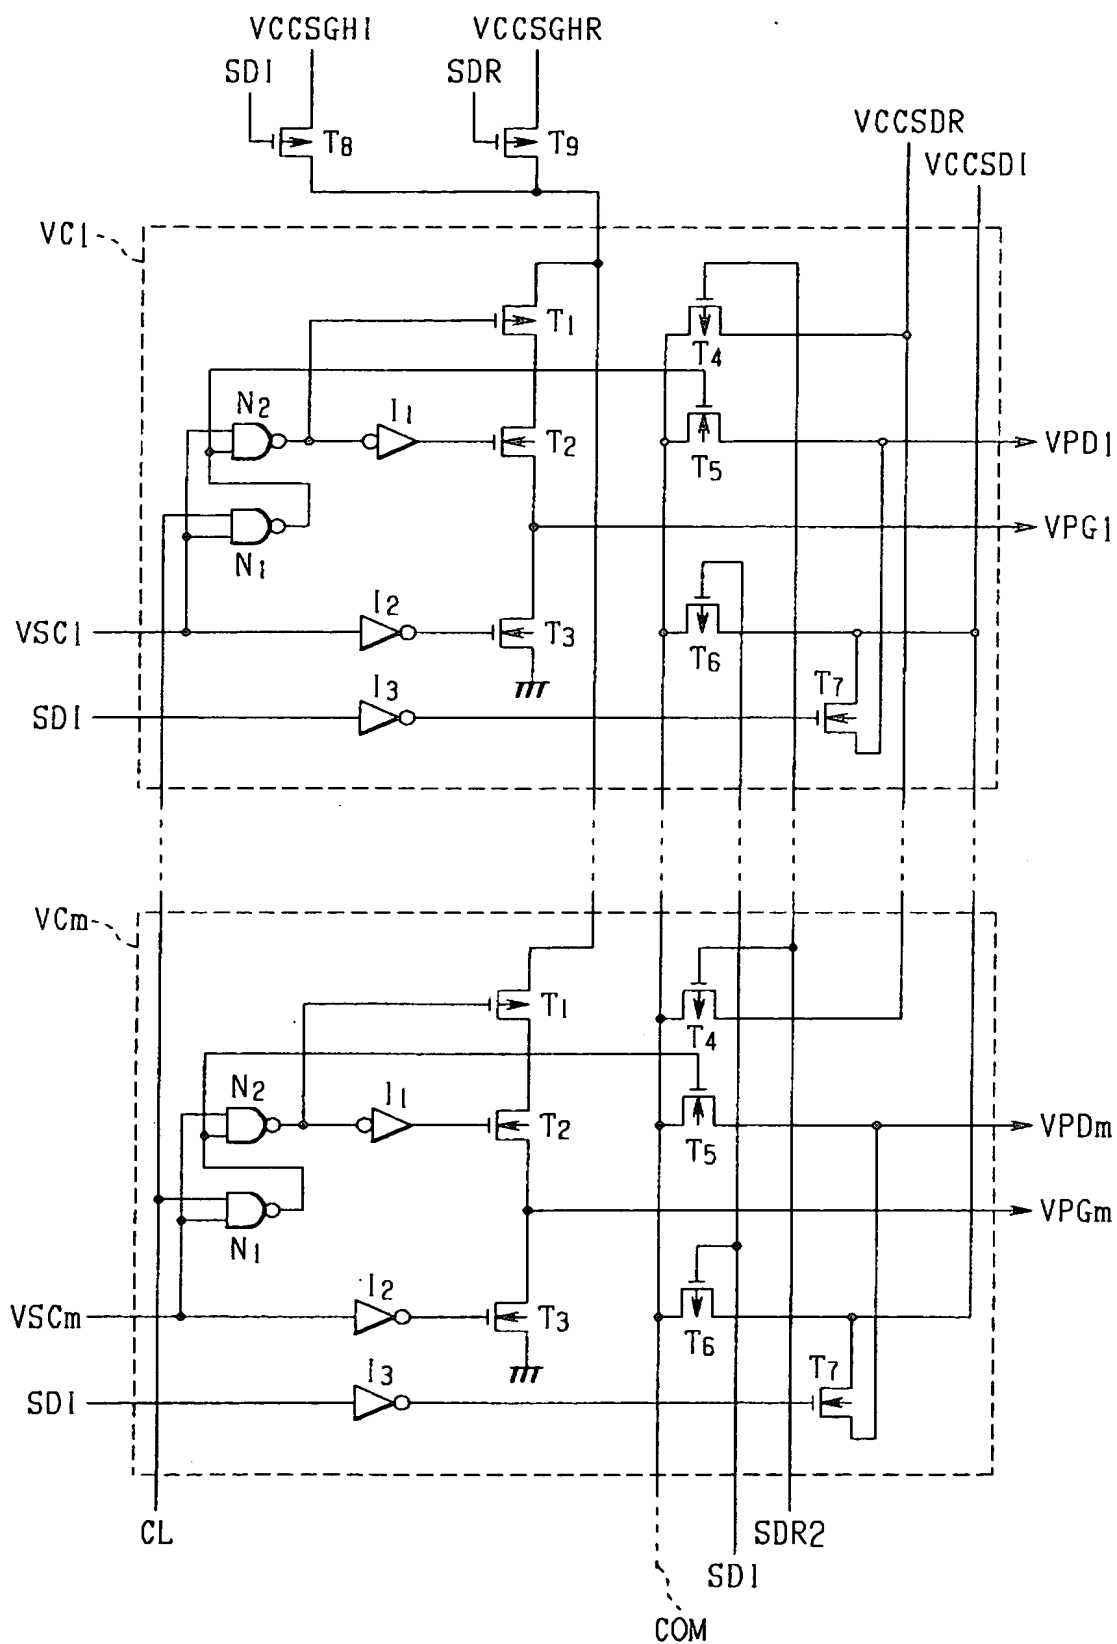 VCCSGHI
VCCSGHR
SDI
SDR
T8
T9
VCCSDR
VCCSDI
VC1
T1
T4
N2
I1
T2
T5
VPD1
VPG1
N1
I2
VSC1
T3
T6
T7
I3
SDI
VCm
T1
T4
N2
I1
T2
T5
VPDm
VPGm
N1
I2
VSCm
T3
T6
T7
I3
SDI
CL
SDR2
SDI
COM